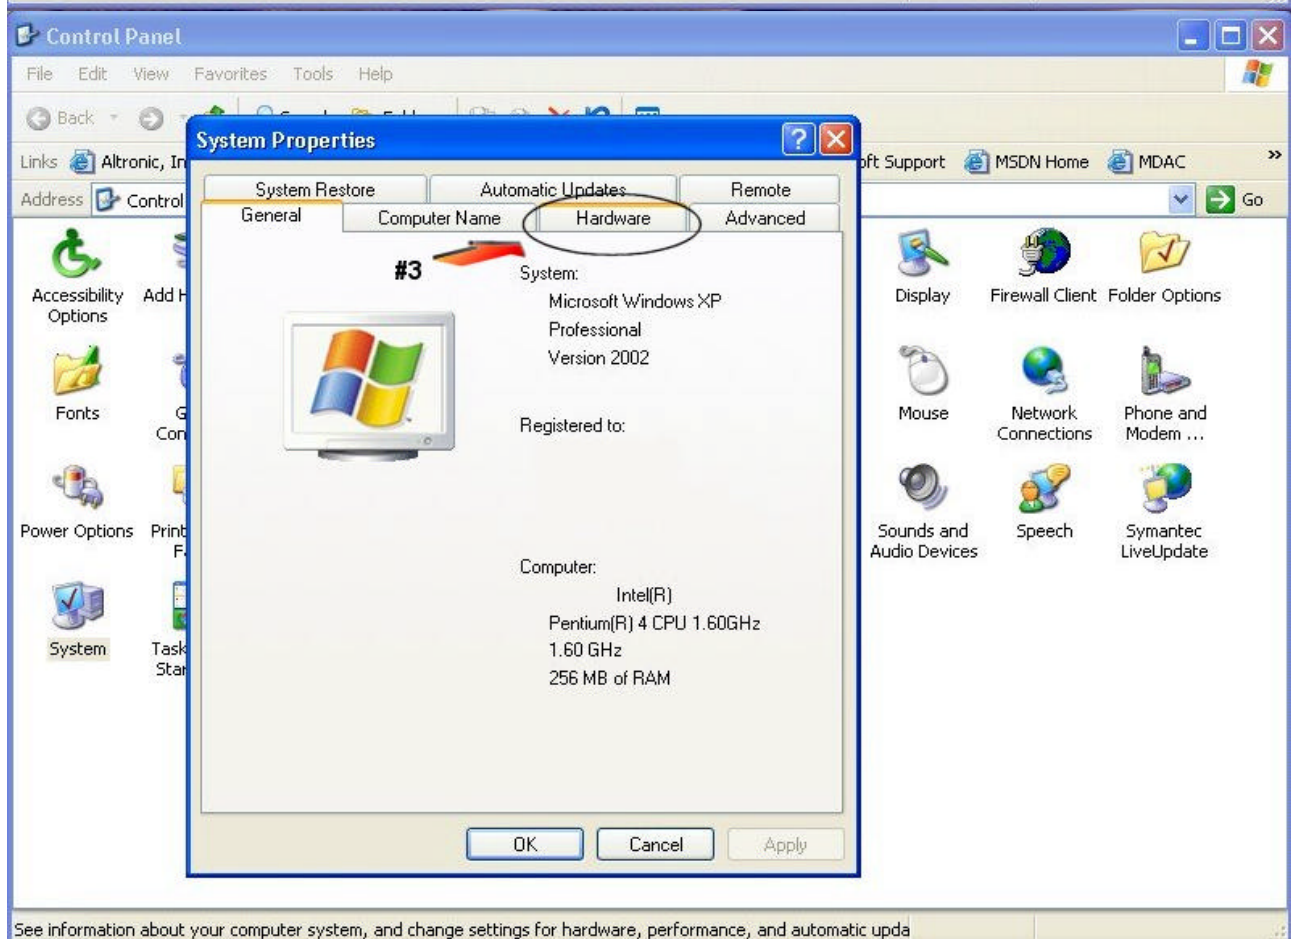 Control Panel
File Edit View Favorites Tools Help
Back
System Properties
Links Altronic, In
oft Support MSDN Home MDAC »
Address Control
Go
System Restore Automatic Updates Remote
General Computer Name Hardware Advanced
#3
System:
Microsoft Windows XP
Professional
Version 2002
Registered to:
Computer:
Intel(R)
Pentium(R) 4 CPU 1.60GHz
1.60 GHz
256 MB of RAM
OK Cancel Apply
Accessibility
Options
Add H
Display
Firewall Client
Folder Options
Fonts
G
Con
Mouse
Network
Connections
Phone and
Modem ...
Power Options
Print
F
Sounds and
Audio Devices
Speech
Symantec
LiveUpdate
System
Task
Star
See information about your computer system, and change settings for hardware, performance, and automatic upda